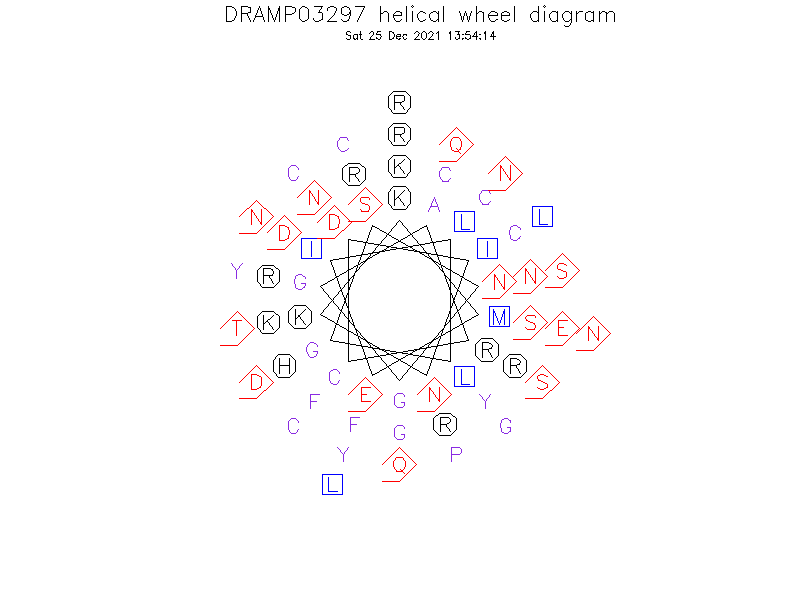 DRAMP03297 helical wheel diagram
Sat 25 Dec 2021 13:54:14
R
R
C Q
K
C R C N
N K C
S A
N D L L
D C
I I
Y R G N N S
T K K M S E N
G R
H R
D C L S
F E G N Y
C F G R G
Y Q P
L